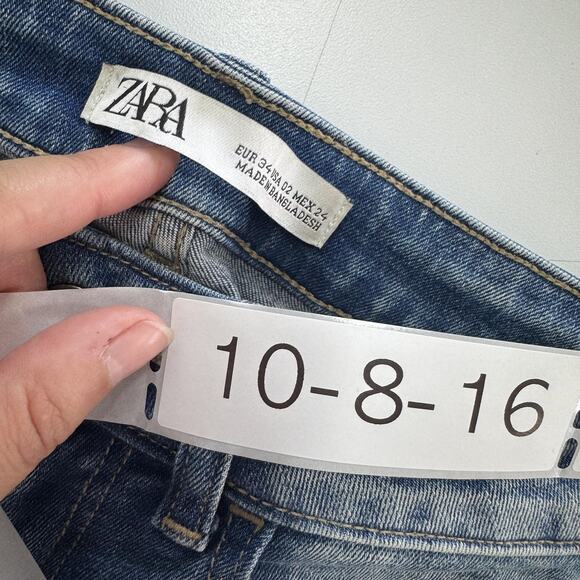 ZARA
EUR 34 USA 02 MEX 24
MADE IN BANGLADESH
10-8-16